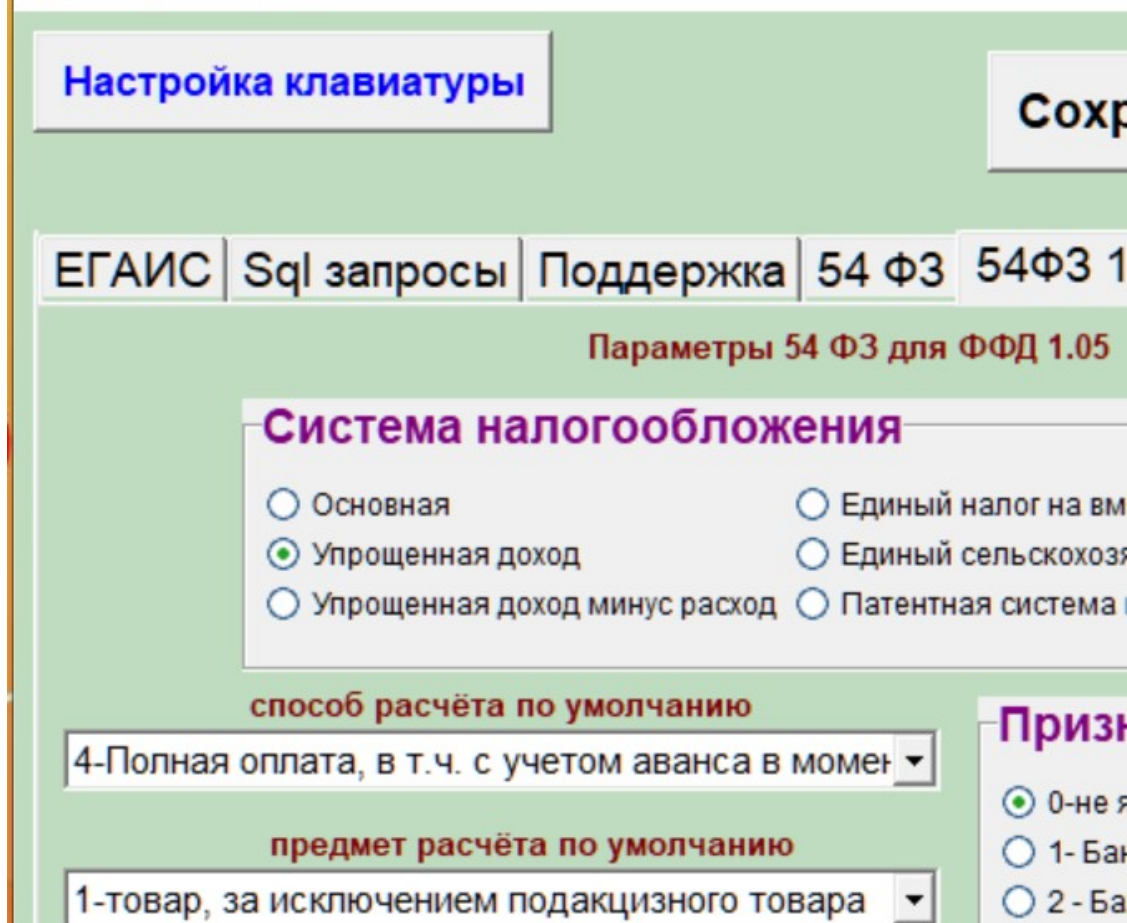 Настройка клавиатуры
Сохр
ЕГАИС Sql запросы Поддержка 54 ФЗ 54ФЗ 1
Параметры 54 ФЗ для ФФД 1.05
Система налогообложения
Основная
Единый налог на вм
Упрощенная доход
Единый сельскохозя
Упрощенная доход минус расход
Патентная система
способ расчёта по умолчанию
4-Полная оплата, в т.ч. с учетом аванса в момен
предмет расчёта по умолчанию
1-товар, за исключением подакцизного товара
Призн
0-не я
1- Бан
2 - Ба